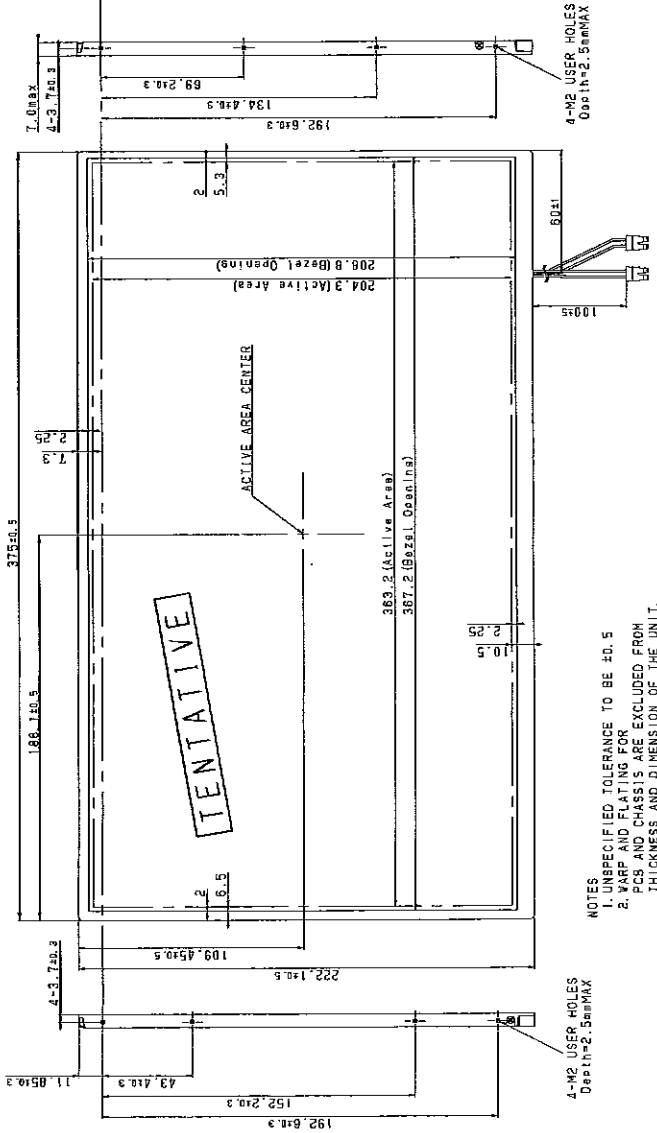 7.0max
4-3.7±0.3
69.2±0.3
134.4±0.3
192.6±0.3
4-M2 USER HOLES
Depth=2.5mmMAX
375±0.5
188.1±0.5
7.3
2.25
2
5.3
206.8(Bezel Opening)
204.3(Active Area)
ACTIVE AREA CENTER
363.2(Active Area)
367.2(Bezel Opening)
TENTATIVE
2
6.5
10.5
2.25
60±1
100±5
109.45±0.5
222.1±0.5
4-3.7±0.3
11.85±0.3
43.4±0.3
152.2±0.3
192.6±0.3
4-M2 USER HOLES
Depth=2.5mmMAX
NOTES
1. UNSPECIFIED TOLERANCE TO BE ±0.5
2. WARP AND FLATING FOR
PCB AND CHASSIS ARE EXCLUDED FROM
THICKNESS AND DIMENSION OF THE UNIT.